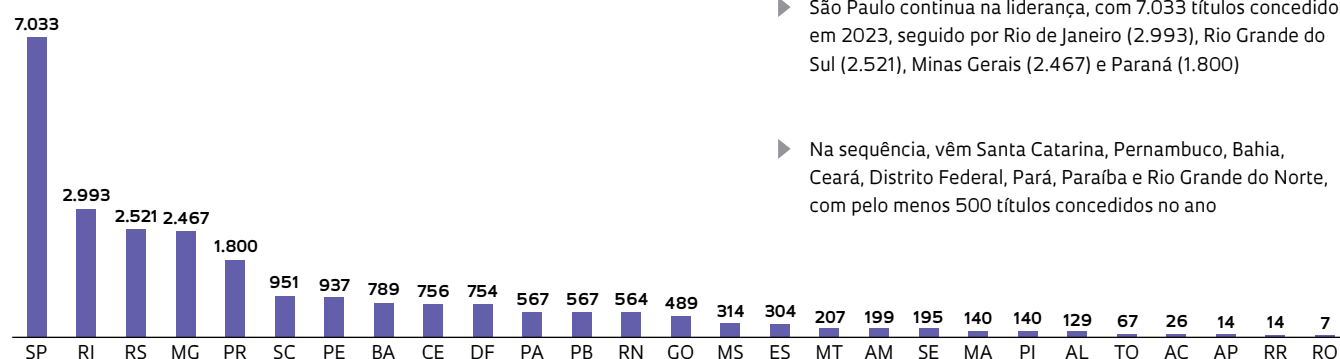 São Paulo continua na liderança, com 7.033 títulos concedido
em 2023, seguido por Rio de Janeiro (2.993), Rio Grande do
Sul (2.521), Minas Gerais (2.467) e Paraná (1.800)
Na sequência, vêm Santa Catarina, Pernambuco, Bahia,
Ceará, Distrito Federal, Pará, Paraíba e Rio Grande do Norte,
com pelo menos 500 títulos concedidos no ano
7.033 2.993 2.521 2.467 1.800 951 937 789 756 754 567 567 564 489 314 304 207 199 195 140 140 129 67 26 14 14 7
SP RJ RS MG PR SC PE BA CE DF PA PB RN GO MS ES MT AM SE MA PI AL TO AC AP RR RO